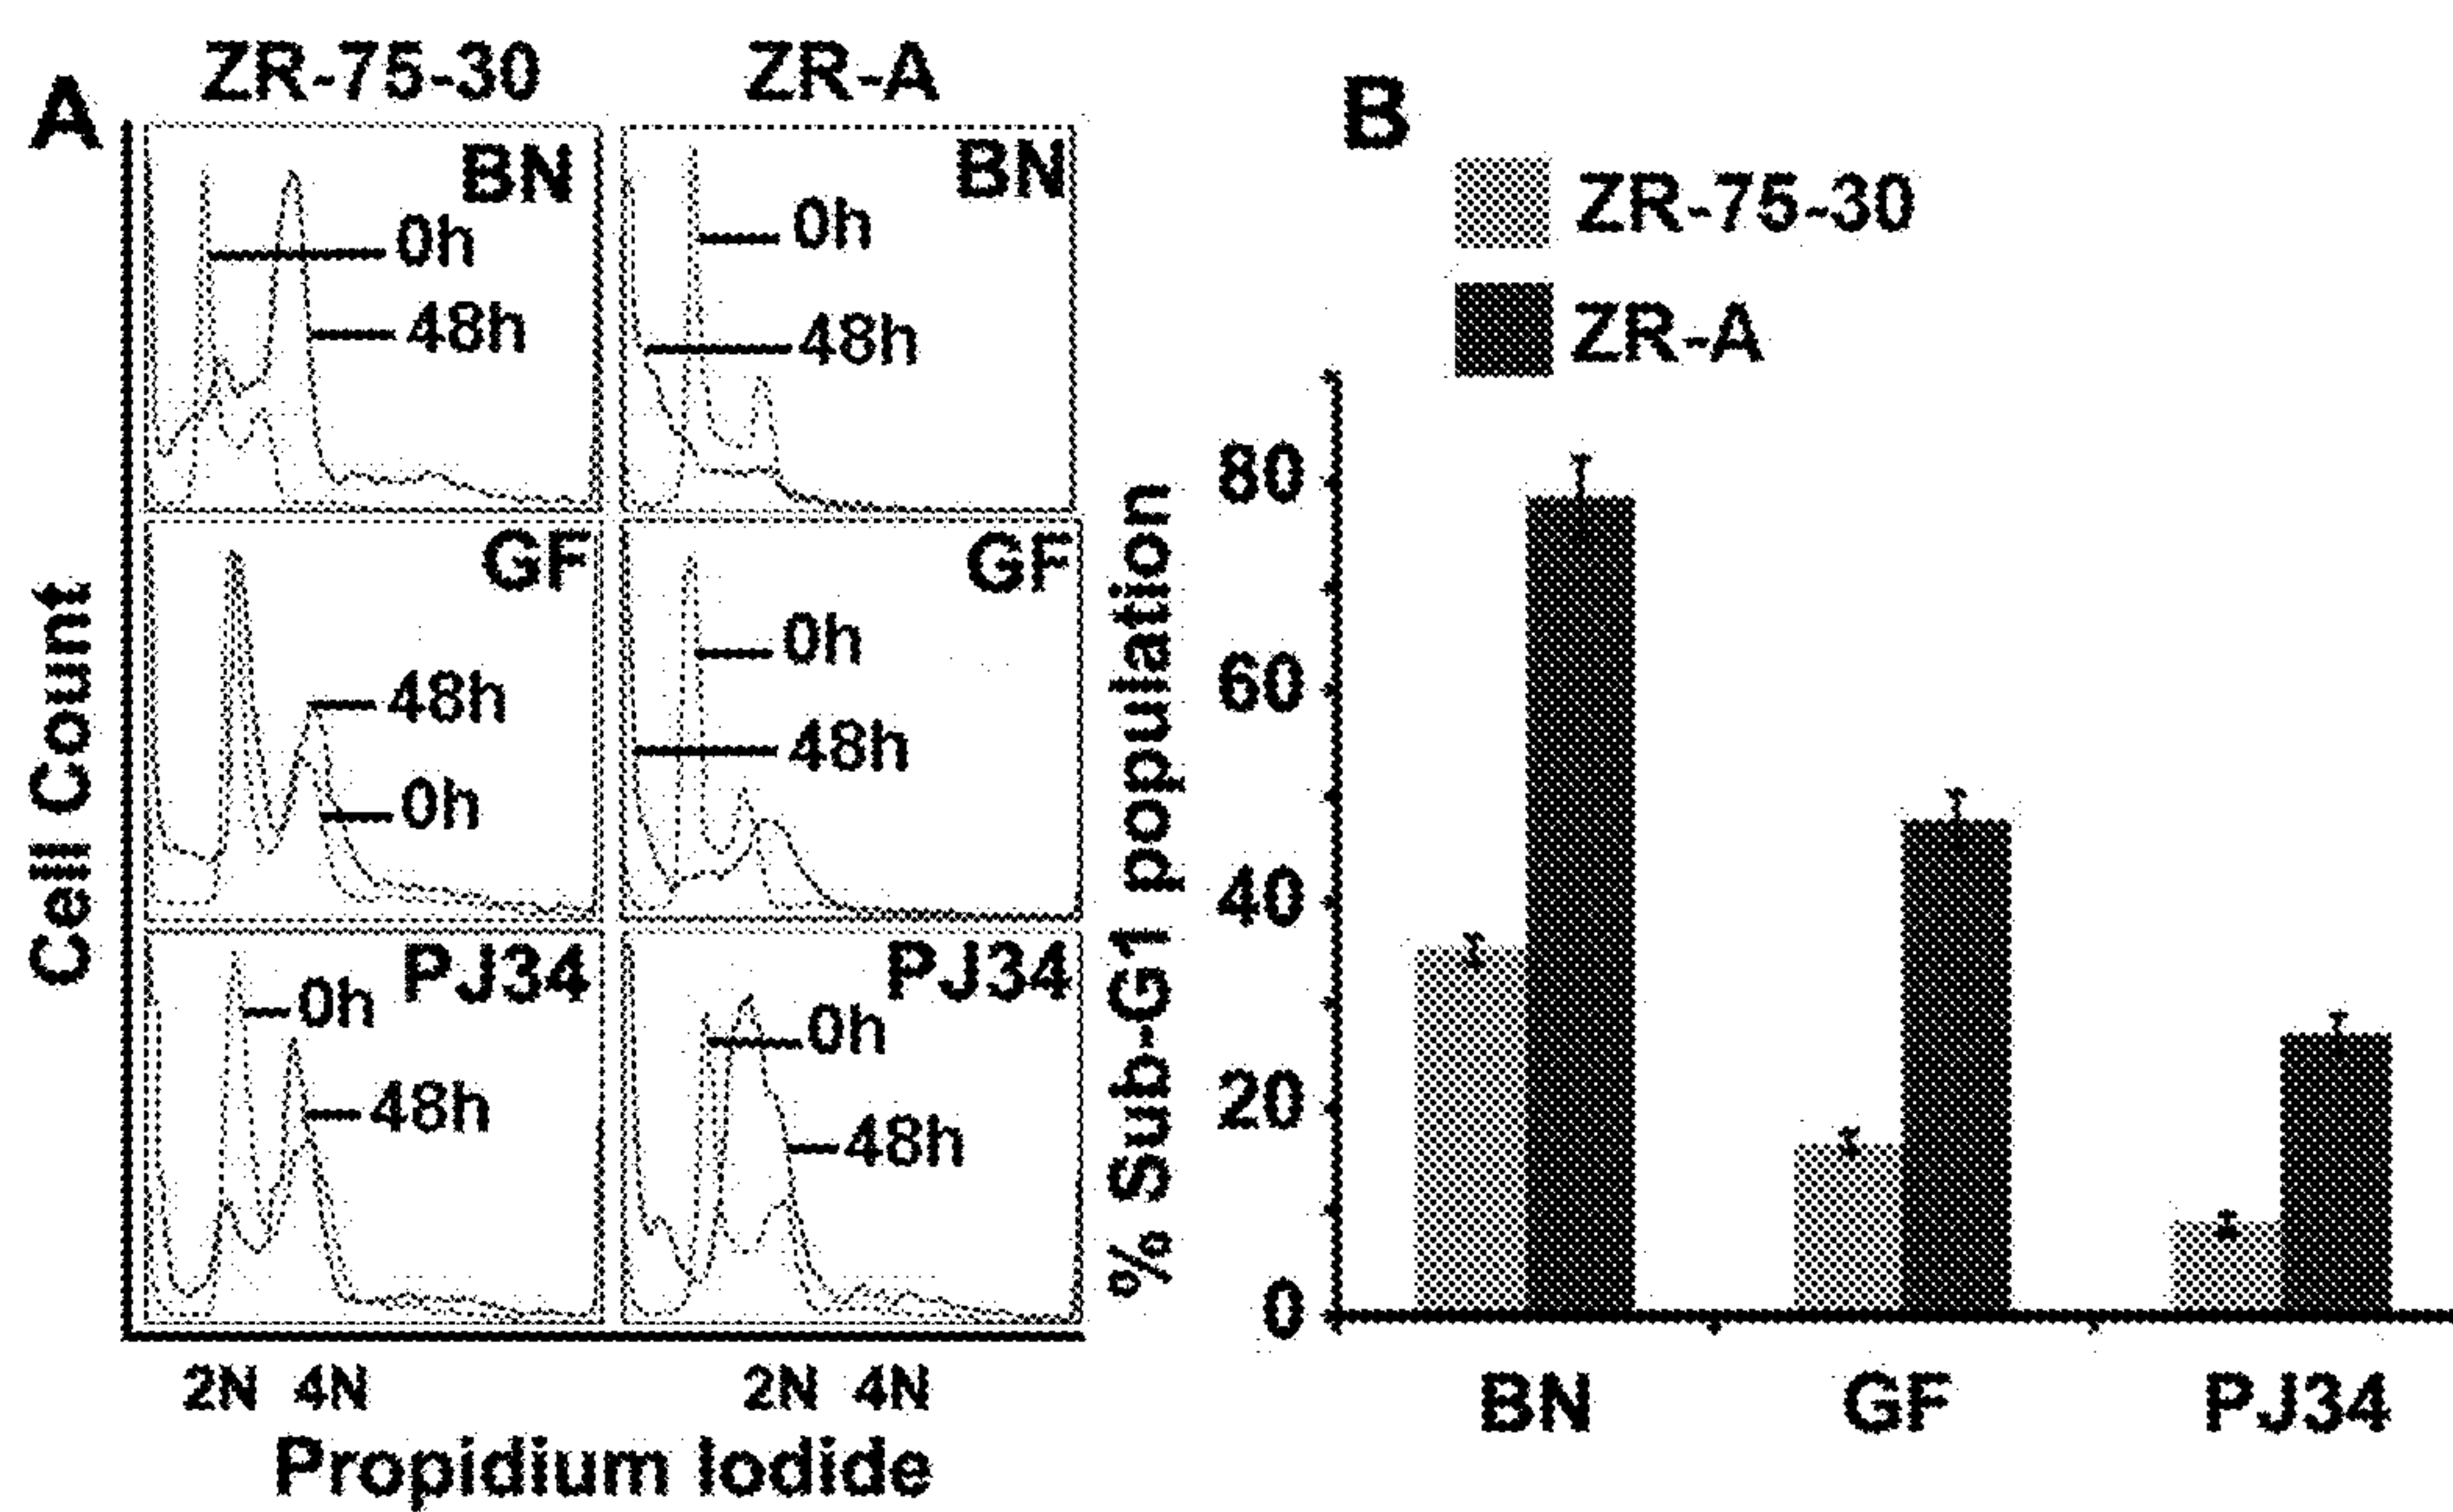 A
ZR-75-30
ZR-A
BN
0h
48h
BN
0h
48h
GF
48h
0h
GF
0h
48h
PJ34
0h
48h
PJ34
0h
48h
Cell Count
2N 4N
2N 4N
Propidium Iodide
B
ZR-75-30
ZR-A
% Sub-G1 population
80
60
40
20
0
BN
GF
PJ34